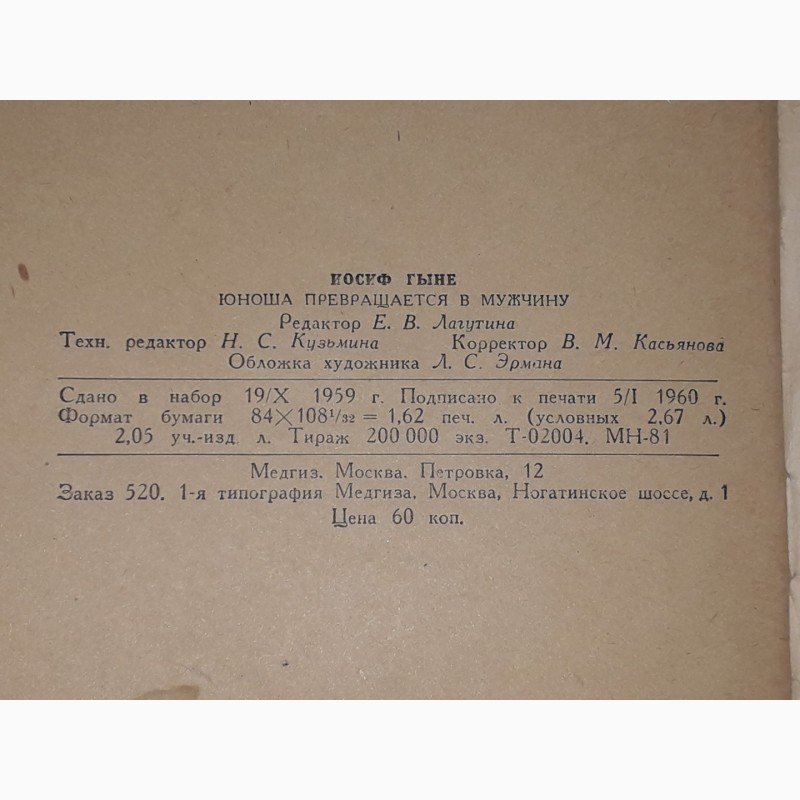 ИОСИФ ГЫНЕ
ЮНОША ПРЕВРАЩАЕТСЯ В МУЖЧИНУ
Редактор Е. В. Лагутина
Техн. редактор Н. С. Кузьмина Корректор В. М. Касьянова
Обложка художника Л. С. Эрмана
Сдано в набор 19/X 1959 г. Подписано к печати 5/I 1960 г.
Формат бумаги 84×108¹/₃₂ = 1,62 печ. л. (условных 2,67 л.)
2,05 уч.-изд. л. Тираж 200 000 экз. Т-02004. МН-81
Медгиз. Москва. Петровка, 12
Заказ 520. 1-я типография Медгиза, Москва, Ногатинское шоссе, д. 1
Цена 60 коп.